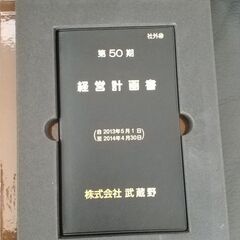 社外㊙
第50期
経営計画書
自2013年5月1日
至2014年4月30日
株式会社 武蔵野